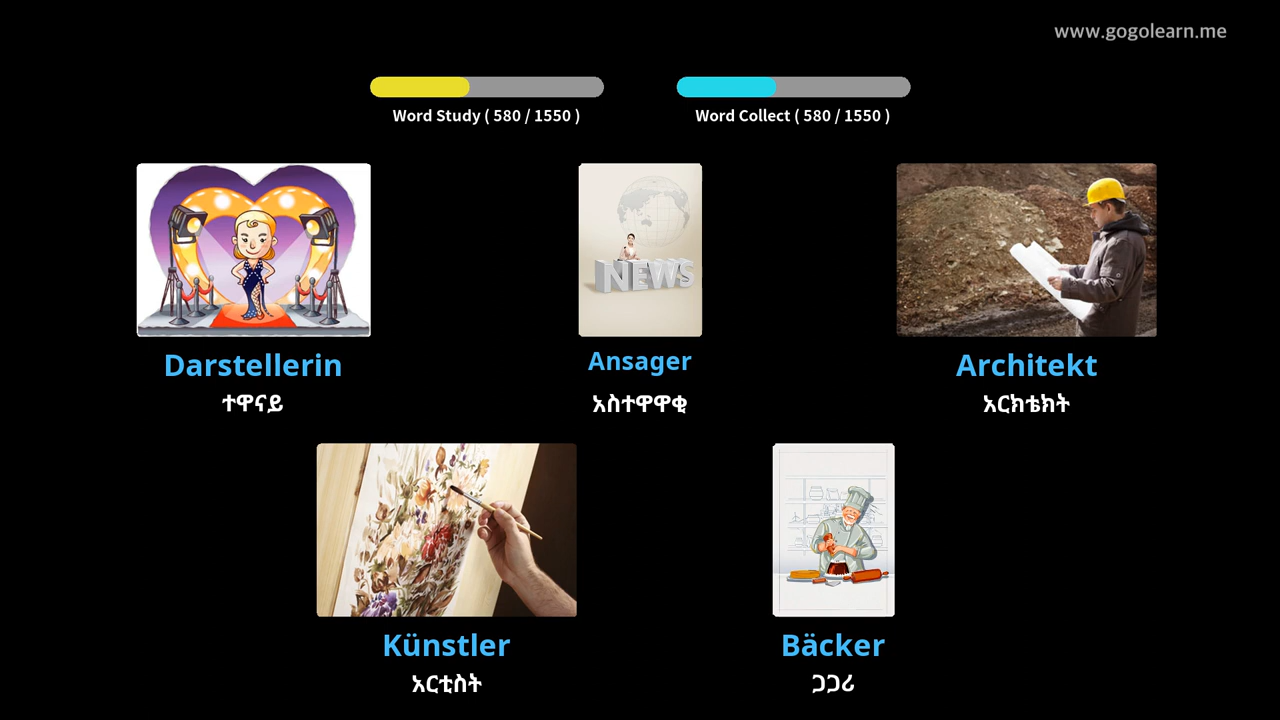 www.gogolearn.me
Word Study ( 580 / 1550 )
Word Collect ( 580 / 1550 )
NEWS
Darstellerin
ተዋናይ
Ansager
አስተዋዋቂ
Architekt
አርክቴክት
Künstler
አርቲስት
Bäcker
ጋጋሪ